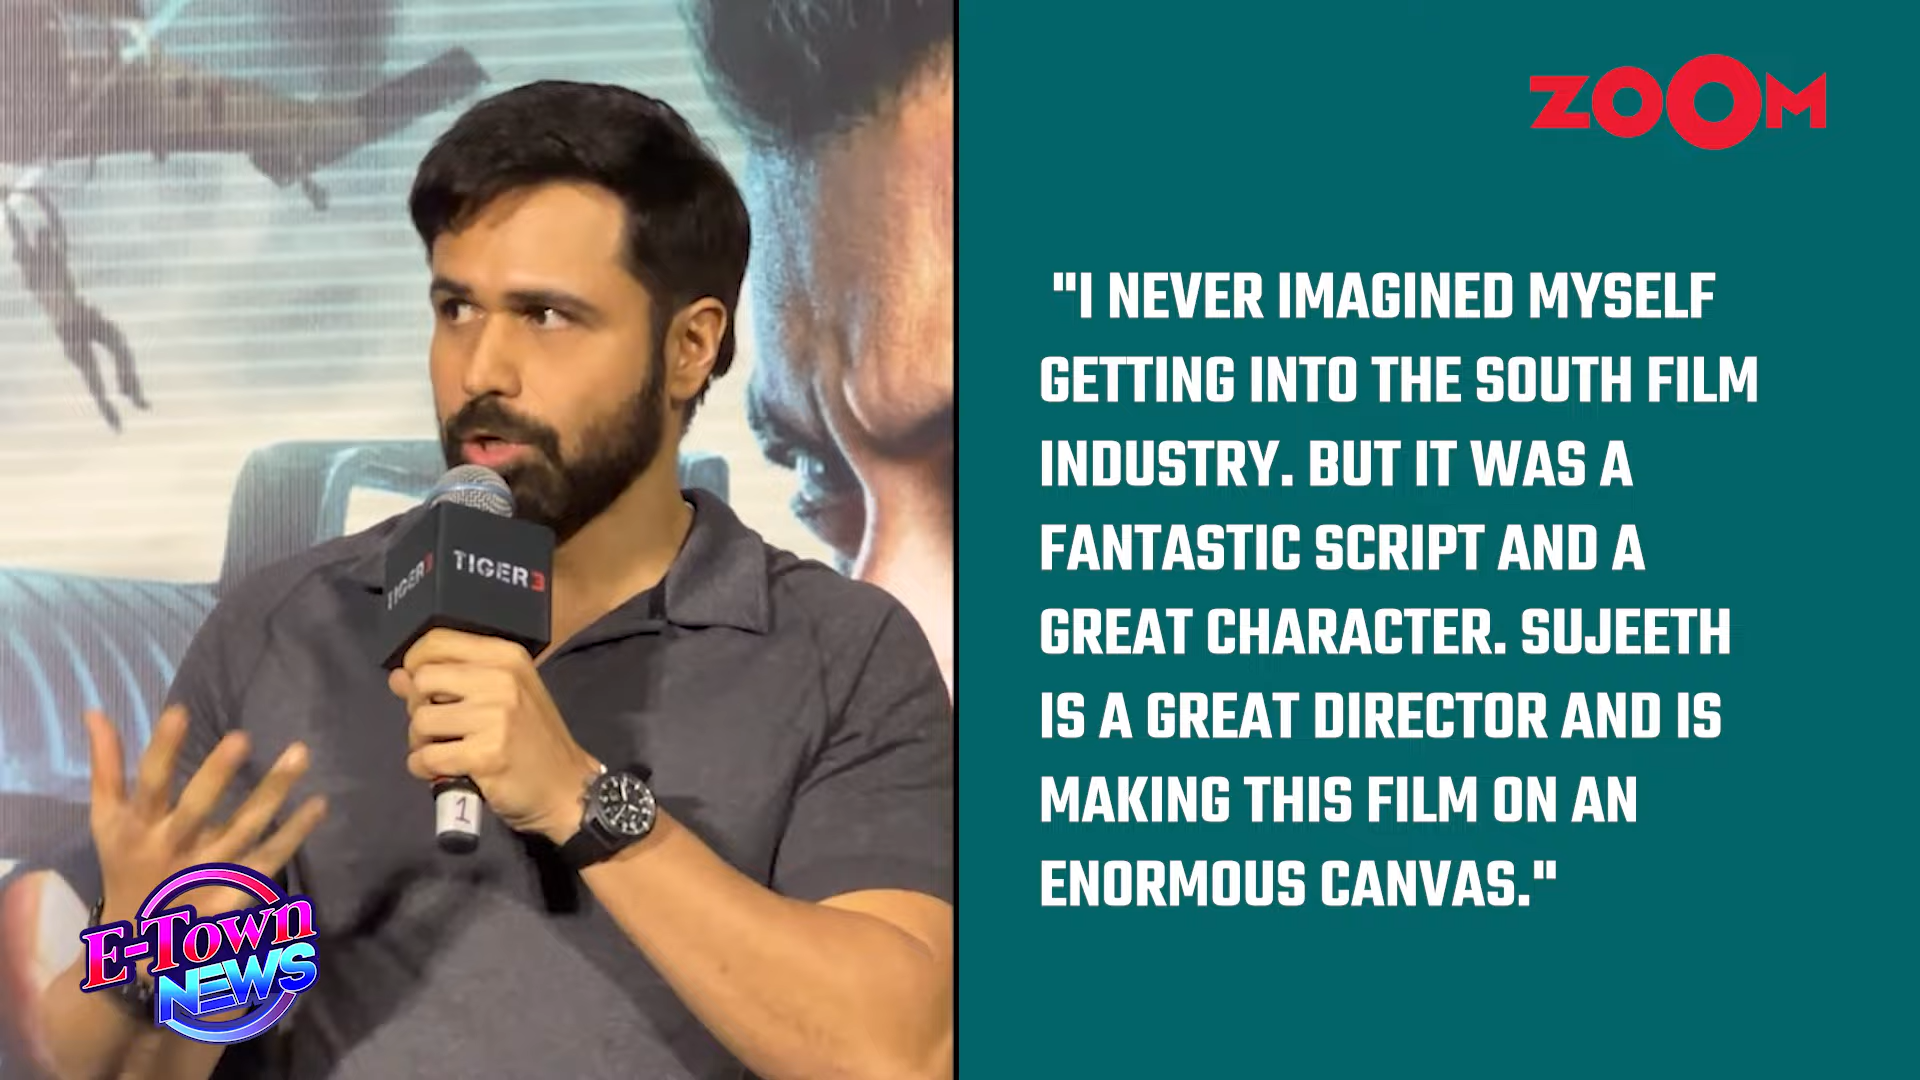 ZOOM
"I NEVER IMAGINED MYSELF
GETTING INTO THE SOUTH FILM
INDUSTRY. BUT IT WAS A
FANTASTIC SCRIPT AND A
GREAT CHARACTER. SUJEETH
IS A GREAT DIRECTOR AND IS
MAKING THIS FILM ON AN
ENORMOUS CANVAS."
TIGER3
TIGER3
1
E-TOWN
NEWS